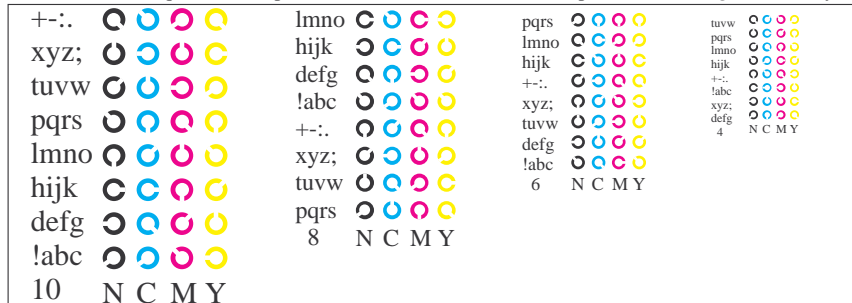 +-:.
xyz;
tuvw
pqrs
lmno
hijk
defg
!abc
10 N C M Y
lmno
hijk
defg
!abc
+-:.
xyz;
tuvw
pqrs
8 N C M Y
pqrs
lmno
hijk
+-:.
xyz;
tuvw
defg
!abc
6 N C M Y
tuvw
pqrs
lmno
hijk
+-:.
!abc
xyz;
defg
4 N C M Y